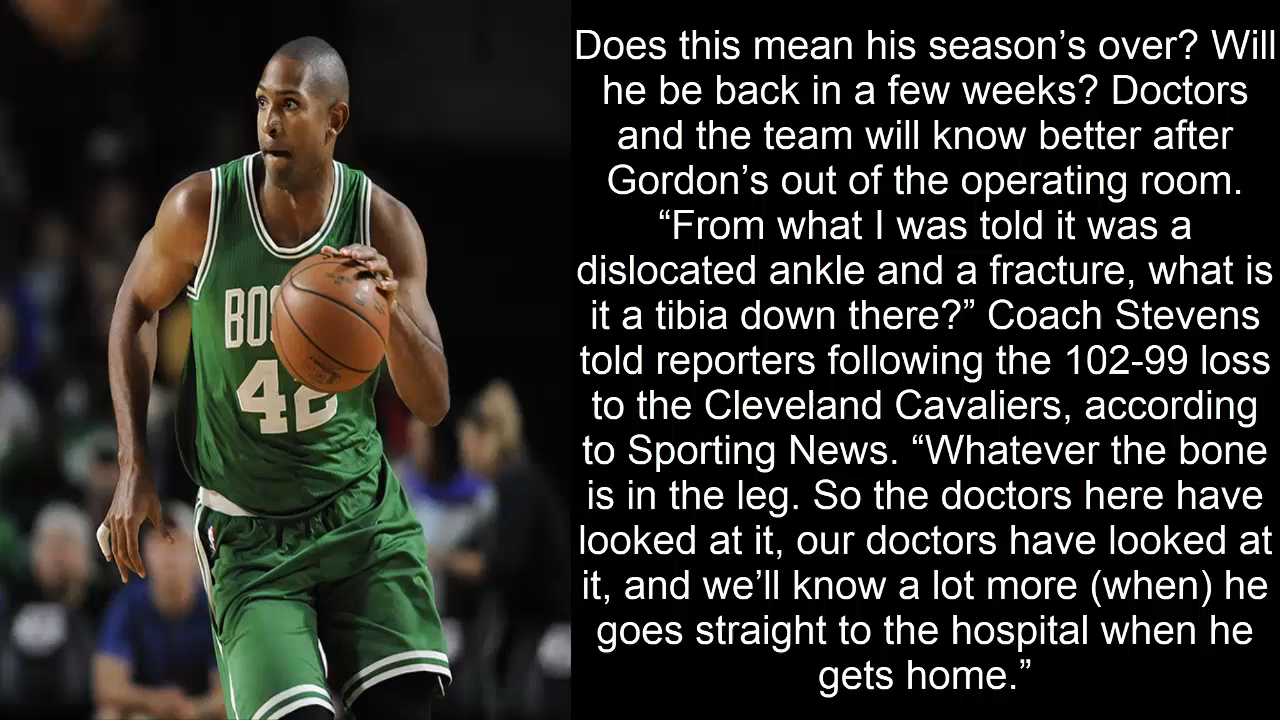 Does this mean his season’s over? Will
he be back in a few weeks? Doctors
and the team will know better after
Gordon’s out of the operating room.
“From what I was told it was a
dislocated ankle and a fracture, what is
it a tibia down there?” Coach Stevens
told reporters following the 102-99 loss
to the Cleveland Cavaliers, according
to Sporting News. “Whatever the bone
is in the leg. So the doctors here have
looked at it, our doctors have looked at
it, and we’ll know a lot more (when) he
goes straight to the hospital when he
gets home.”
BOS
42